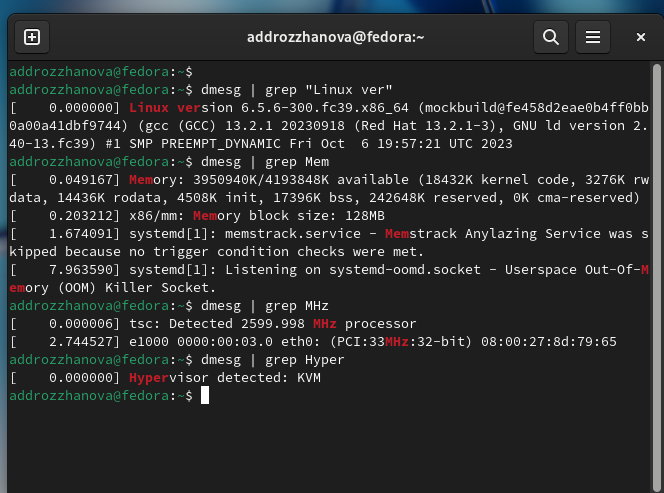 addrozzhanova@fedora:~
addrozzhanova@fedora:~$
addrozzhanova@fedora:~$ dmesg | grep "Linux ver"
[    0.000000] Linux version 6.5.6-300.fc39.x86_64 (mockbuild@fe458d2eae0b4ff0bb
0a00a41dbf9744) (gcc (GCC) 13.2.1 20230918 (Red Hat 13.2.1-3), GNU ld version 2.
40-13.fc39) #1 SMP PREEMPT_DYNAMIC Fri Oct  6 19:57:21 UTC 2023
addrozzhanova@fedora:~$ dmesg | grep Mem
[    0.049167] Memory: 3950940K/4193848K available (18432K kernel code, 3276K rw
data, 14436K rodata, 4508K init, 17396K bss, 242648K reserved, 0K cma-reserved)
[    0.203212] x86/mm: Memory block size: 128MB
[    1.674091] systemd[1]: memstrack.service - Memstrack Anylazing Service was s
kipped because no trigger condition checks were met.
[    7.963590] systemd[1]: Listening on systemd-oomd.socket - Userspace Out-Of-M
emory (OOM) Killer Socket.
addrozzhanova@fedora:~$ dmesg | grep MHz
[    0.000006] tsc: Detected 2599.998 MHz processor
[    2.744527] e1000 0000:00:03.0 eth0: (PCI:33MHz:32-bit) 08:00:27:8d:79:65
addrozzhanova@fedora:~$ dmesg | grep Hyper
[    0.000000] Hypervisor detected: KVM
addrozzhanova@fedora:~$